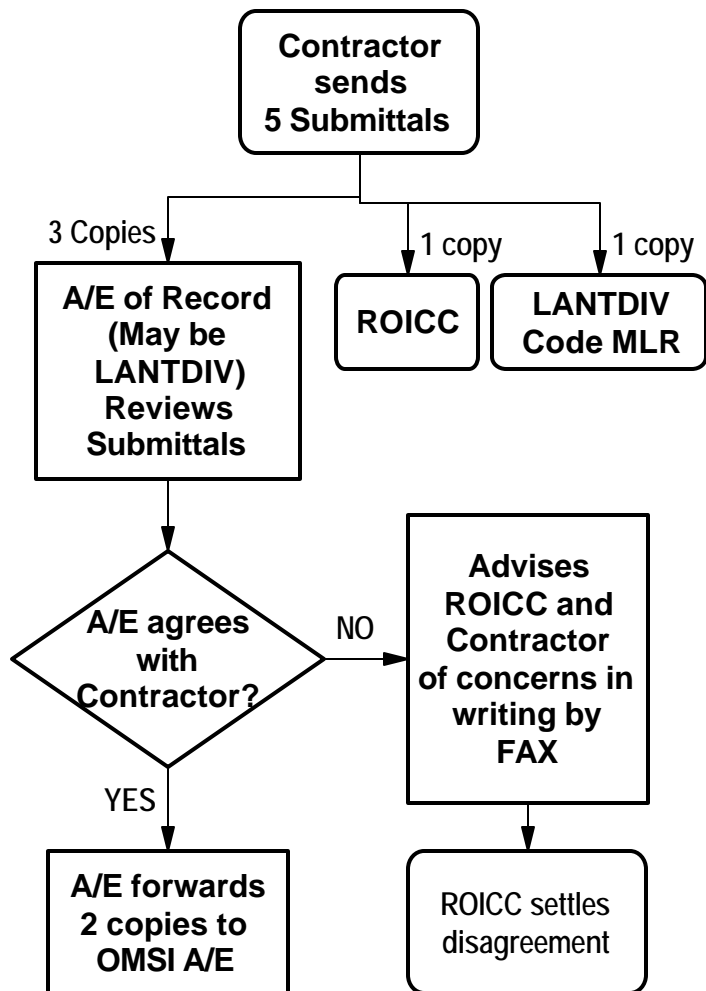 Contractor
sends
5 Submittals
3 Copies
1 copy
1 copy
A/E of Record
(May be
LANTDIV)
Reviews
Submittals
ROICC
LANTDIV
Code MLR
A/E agrees
with
Contractor?
NO
Advises
ROICC and
Contractor
of concerns in
writing by
FAX
YES
A/E forwards
2 copies to
OMSI A/E
ROICC settles
disagreement